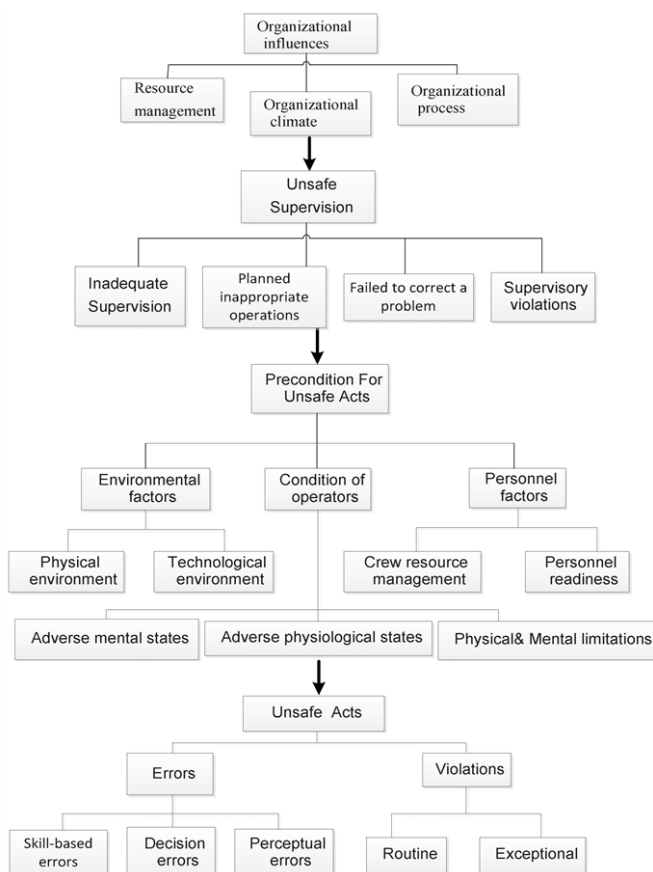 Organizational
influences
Resource
management
Organizational
climate
Organizational
process
Unsafe
Supervision
Inadequate
Supervision
Planned
inappropriate
operations
Failed to correct a
problem
Supervisory
violations
Precondition For
Unsafe Acts
Environmental
factors
Condition of
operators
Personnel
factors
Physical
environment
Technological
environment
Crew resource
management
Personnel
readiness
Adverse mental states
Adverse physiological states
Physical& Mental limitations
Unsafe Acts
Errors
Violations
Skill-based
errors
Decision
errors
Perceptual
errors
Routine
Exceptional